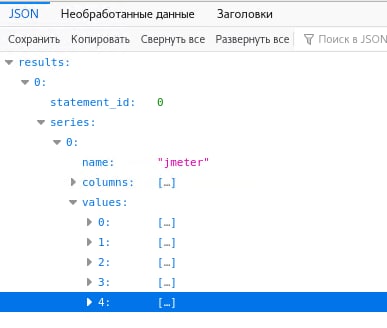 JSON Необработанные данные Заголовки
Сохранить Копировать Свернуть все Развернуть все Поиск в JSON
results:
0:
statement_id: 0
series:
0:
name: "jmeter"
columns: […]
values:
0: […]
1: […]
2: […]
3: […]
4: […]